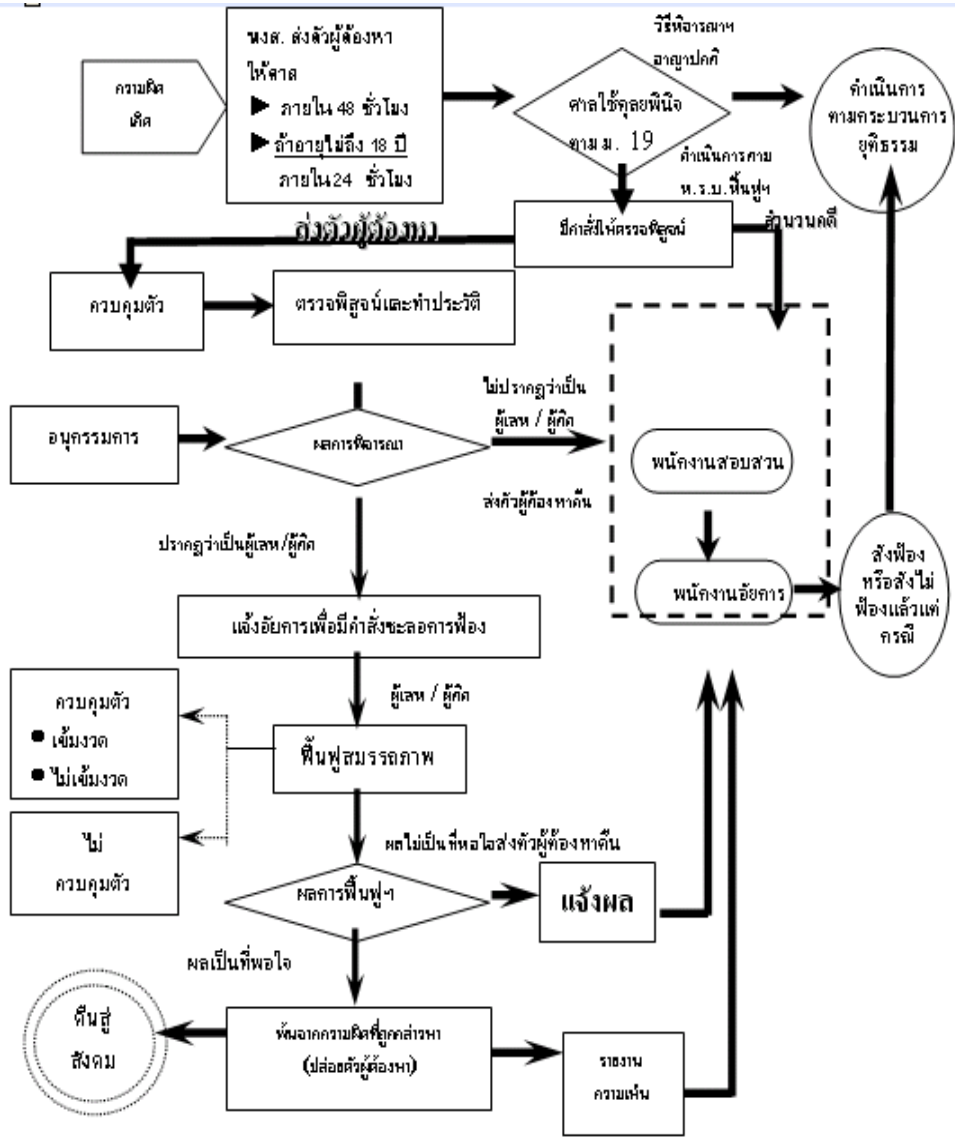 ความผิด
เกิด
พงส. ส่งตัวผู้ต้องหา
ให้ศาล
ภายใน 48 ชั่วโมง
ถ้าอายุไม่ถึง 18 ปี
ภายใน 24 ชั่วโมง
วิธีพิจารณาฯ
อาญาปกติ
ศาลใช้ดุลยพินิจ
ตาม ม. 19
ดำเนินการ
ตามกระบวนการ
ยุติธรรม
ดำเนินการตาม
พ.ร.บ.ฟื้นฟูฯ
ส่งตัวผู้ต้องหา
มีคำสั่งให้ตรวจพิสูจน์
สำนวนคดี
ควบคุมตัว
ตรวจพิสูจน์และทำประวัติ
อนุกรรมการ
ผลการพิจารณา
ไม่ปรากฏว่าเป็น
ผู้เสพ / ผู้ติด
ส่งตัวผู้ต้องหาคืน
พนักงานสอบสวน
พนักงานอัยการ
สั่งฟ้อง
หรือสั่งไม่
ฟ้องแล้วแต่
กรณี
ปรากฏว่าเป็นผู้เสพ/ผู้ติด
แจ้งอัยการเพื่อมีคำสั่งชะลอการฟ้อง
ผู้เสพ / ผู้ติด
ควบคุมตัว
● เข้มงวด
● ไม่เข้มงวด
ฟื้นฟูสมรรถภาพ
ไม่
ควบคุมตัว
ผลไม่เป็นที่พอใจส่งตัวผู้ต้องหาคืน
ผลการฟื้นฟูฯ
แจ้งผล
ผลเป็นที่พอใจ
คืนสู่
สังคม
พ้นจากความผิดที่ถูกกล่าวหา
(ปล่อยตัวผู้ต้องหา)
รายงาน
ความเห็น